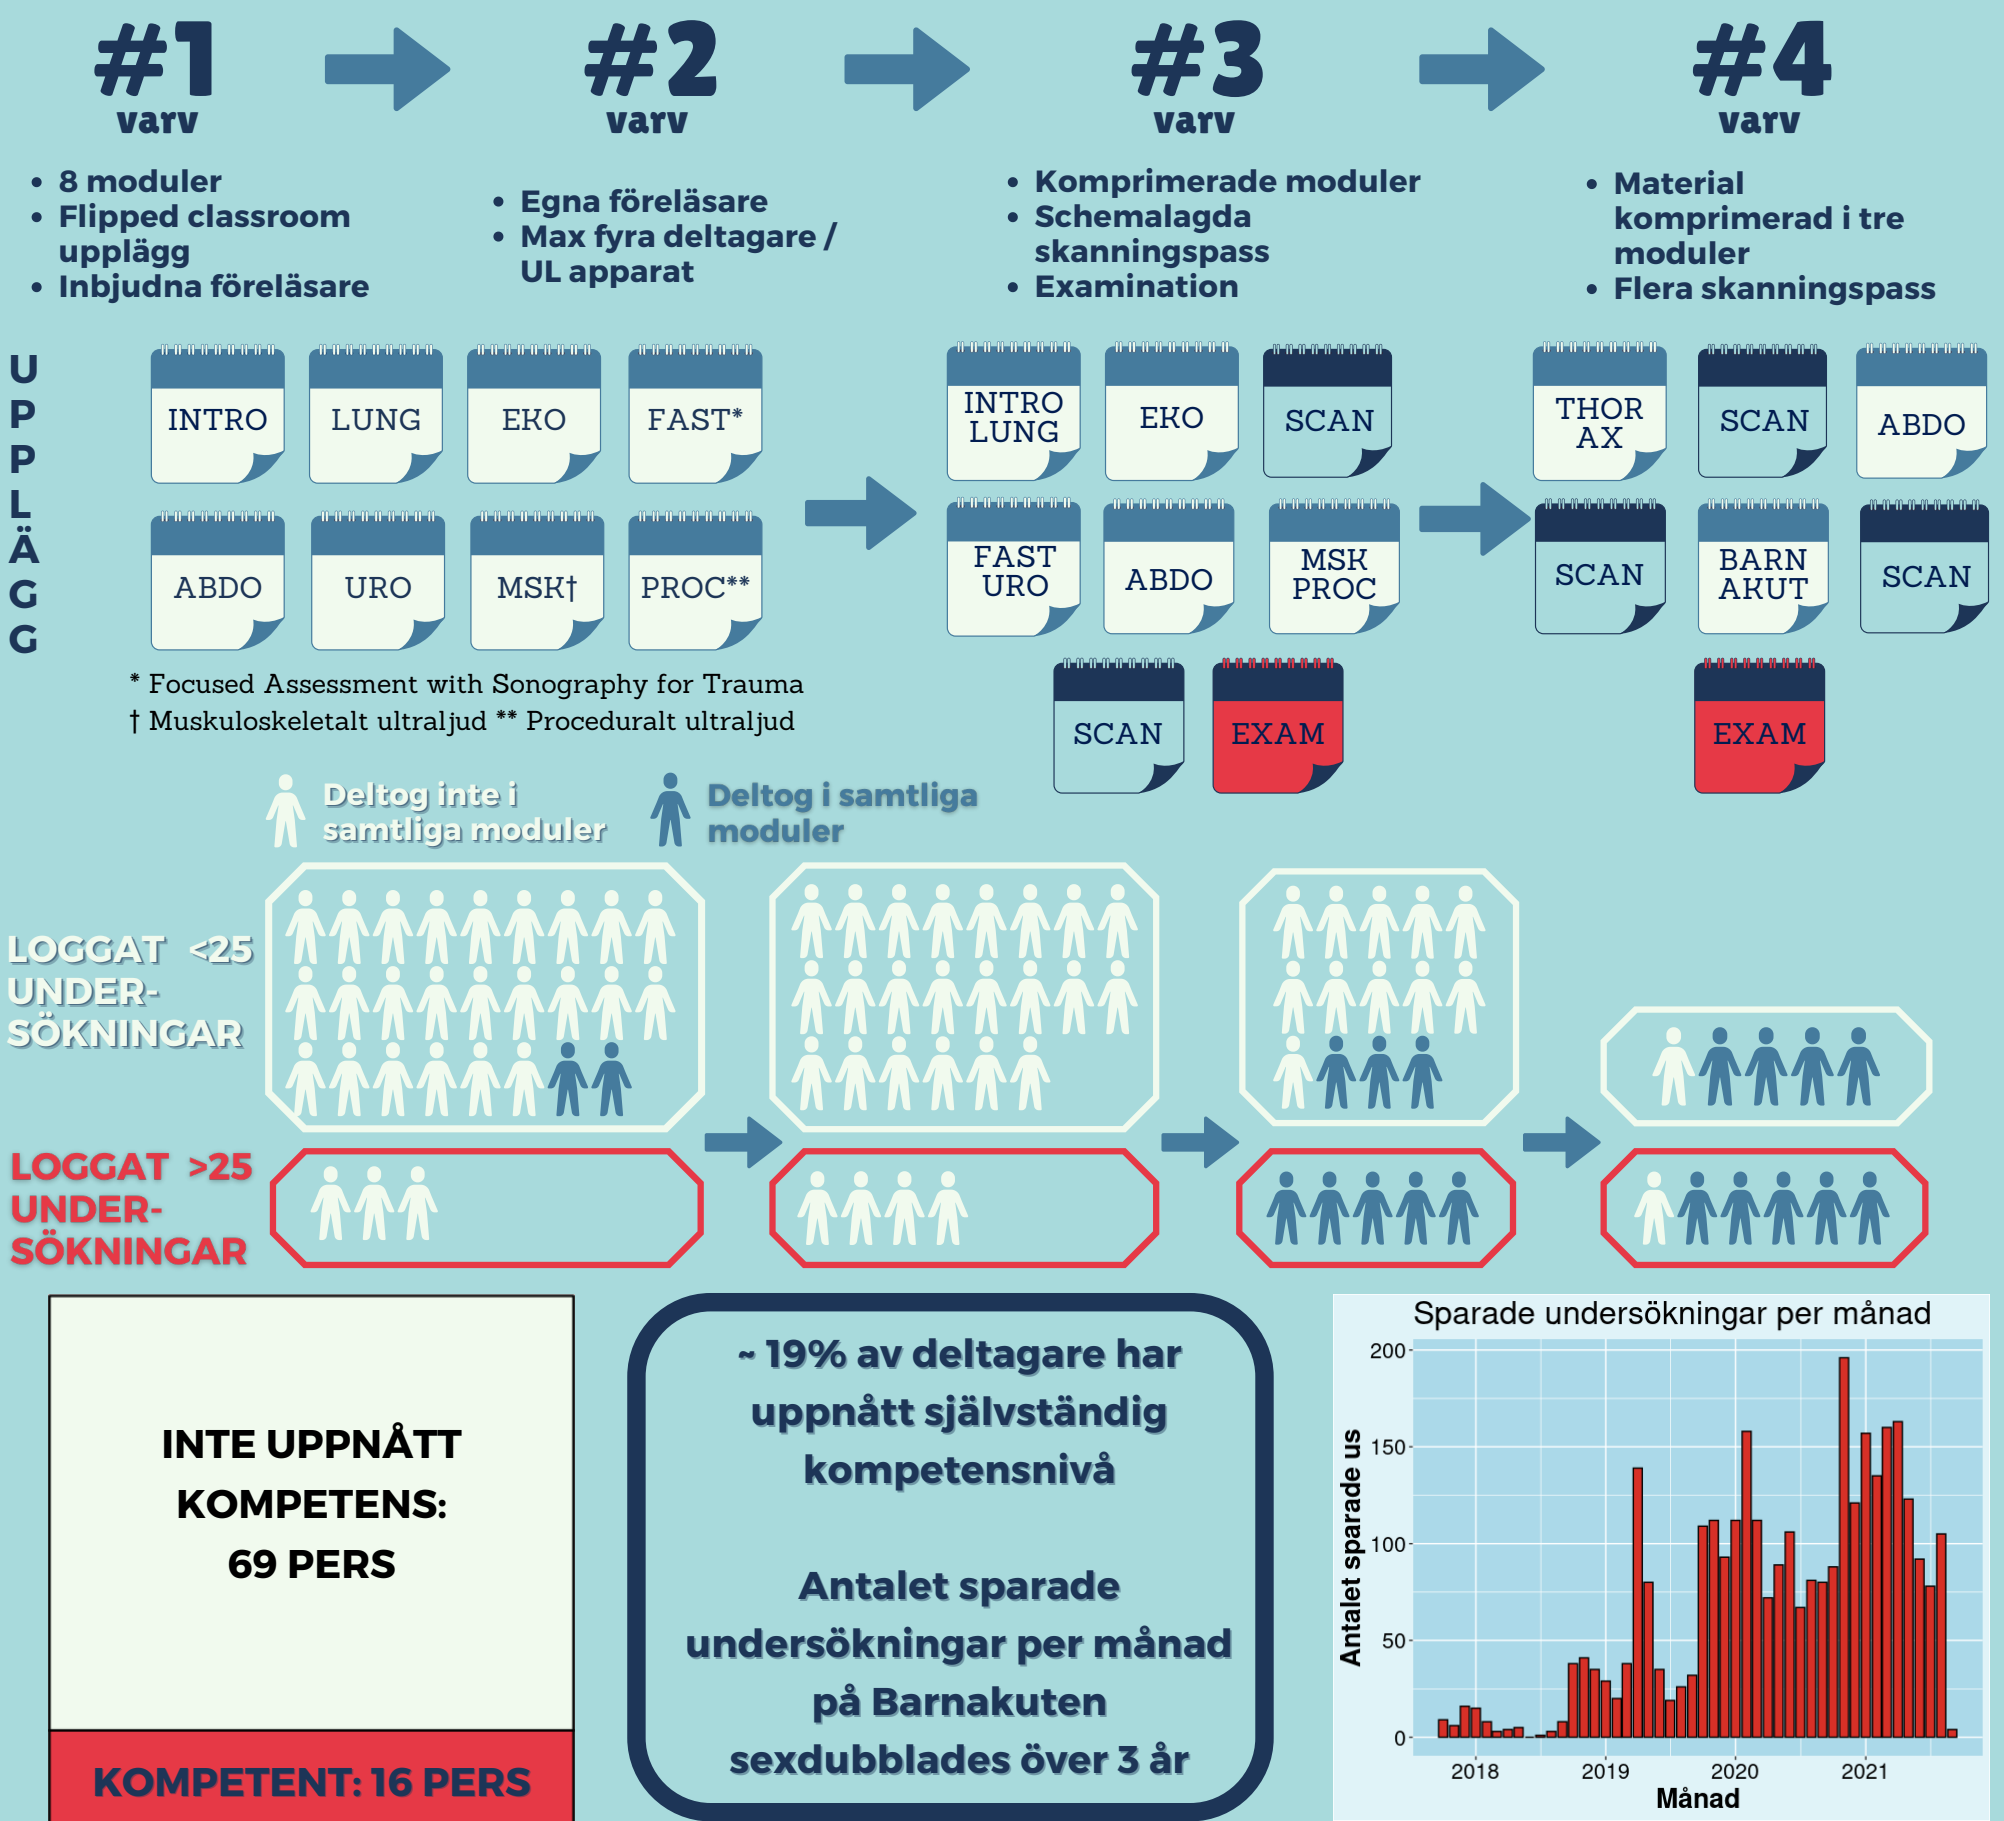 #1
varv
#2
varv
#3
varv
#4
varv
• 8 moduler
• Flipped classroom
upplägg
• Inbjudna föreläsare
• Egna föreläsare
• Max fyra deltagare /
UL apparat
• Komprimerade moduler
• Schemalagda
skanningspass
• Examination
• Material
komprimerad i tre
moduler
• Flera skanningspass
UPPLÄGG
INTRO
LUNG
EKO
FAST*
ABDO
URO
MSK†
PROC**
* Focused Assessment with Sonography for Trauma
† Muskuloskeletalt ultraljud ** Proceduralt ultraljud
INTRO
LUNG
EKO
SCAN
FAST
URO
ABDO
MSK
PROC
SCAN
EXAM
THOR
AX
SCAN
ABDO
SCAN
BARN
AKUT
SCAN
EXAM
Deltog inte i
samtliga moduler
Deltog i samtliga
moduler
LOGGAT <25
UNDER-
SÖKNINGAR
LOGGAT >25
UNDER-
SÖKNINGAR
INTE UPPNÅTT
KOMPETENS:
69 PERS
KOMPETENT: 16 PERS
~ 19% av deltagare har
uppnått självständig
kompetensnivå
Antalet sparade
undersökningar per månad
på Barnakuten
sexdubblades över 3 år
Sparade undersökningar per månad
Antalet sparade us
200
150
100
50
0
2018
2019
2020
2021
Månad